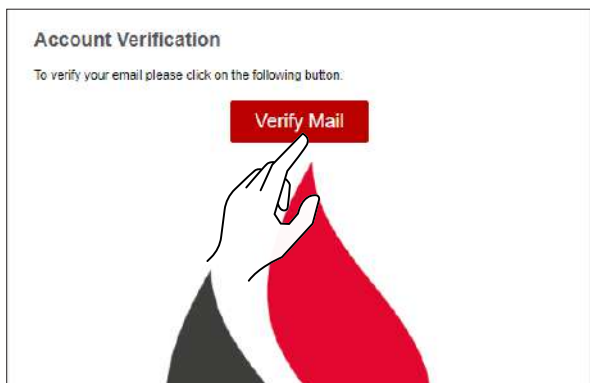 Account Verification
To verify your email please click on the following button.
Verify Mail